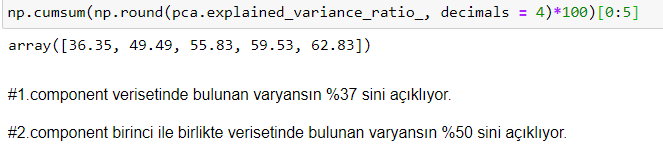 np.cumsum(np.round(pca.explained_variance_ratio_, decimals = 4)*100)[0:5]
array([36.35, 49.49, 55.83, 59.53, 62.83])
#1.component verisetinde bulunan varyansın %37 sini açıklıyor.
#2.component birinci ile birlikte verisetinde bulunan varyansın %50 sini açıklıyor.